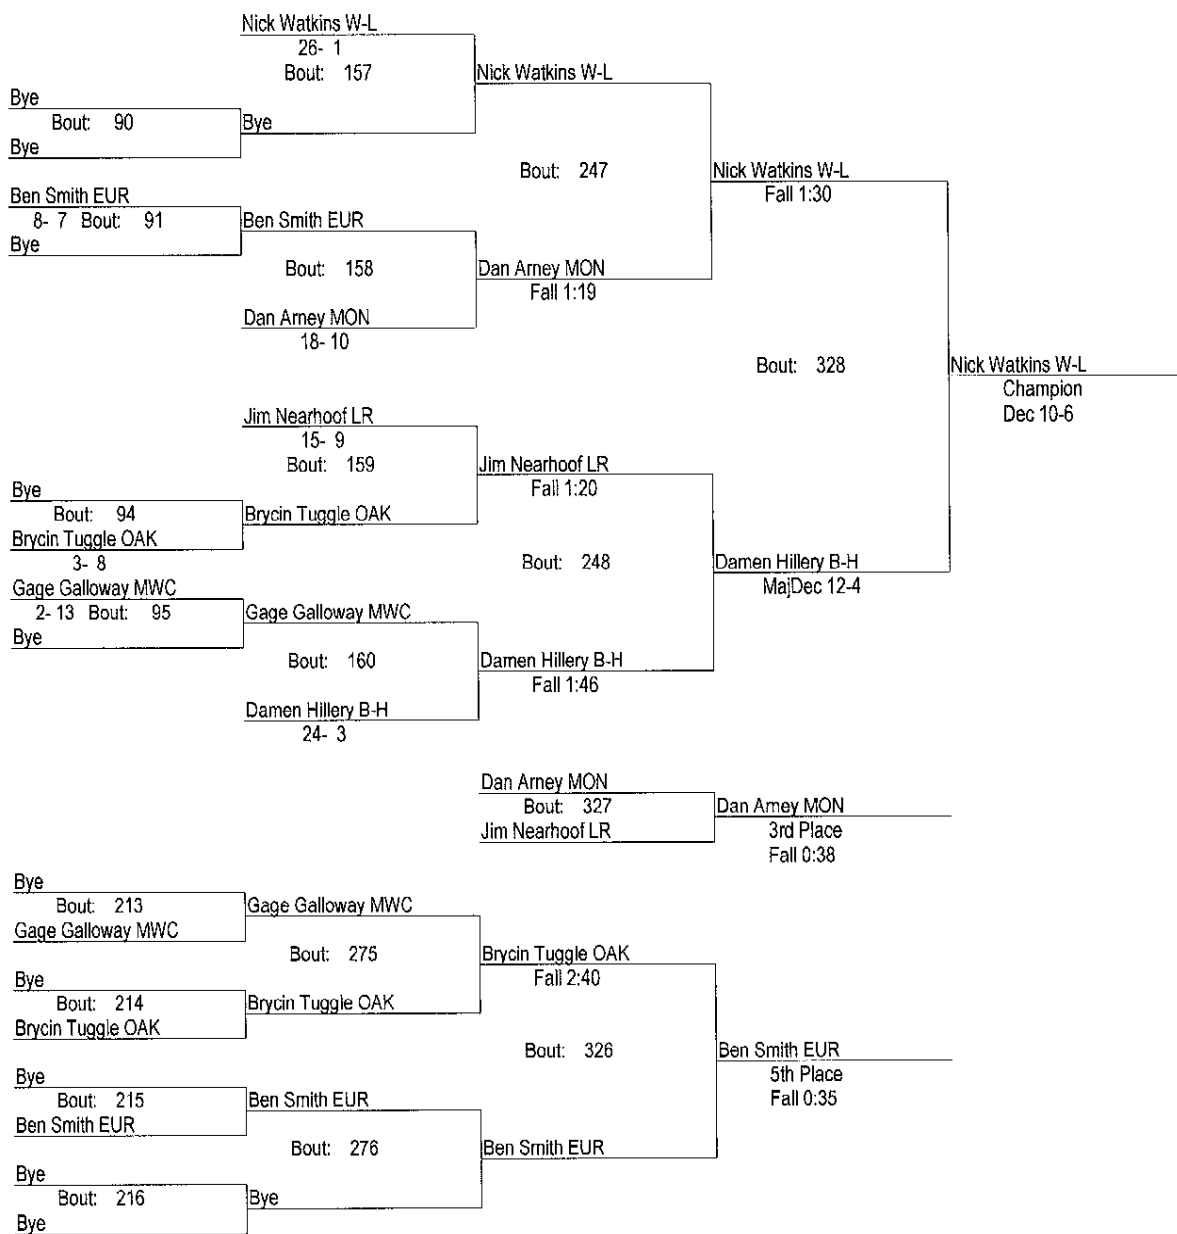 Nick Watkins W-L
26- 1
Bout: 157
Nick Watkins W-L
Bye
Bout: 90
Bye
Bye
Bout: 247
Nick Watkins W-L
Fall 1:30
Ben Smith EUR
8- 7 Bout: 91
Bye
Ben Smith EUR
Bout: 158
Dan Arney MON
Fall 1:19
Dan Arney MON
18- 10
Bout: 328
Nick Watkins W-L
Champion
Dec 10-6
Jim Nearhoof LR
15- 9
Bout: 159
Jim Nearhoof LR
Fall 1:20
Bye
Bout: 94
Brycin Tuggle OAK
3- 8
Brycin Tuggle OAK
Bout: 248
Damen Hillery B-H
MajDec 12-4
Gage Galloway MWC
2- 13 Bout: 95
Bye
Gage Galloway MWC
Bout: 160
Damen Hillery B-H
Fall 1:46
Damen Hillery B-H
24- 3
Dan Arney MON
Bout: 327
Jim Nearhoof LR
Dan Arney MON
3rd Place
Fall 0:38
Bye
Bout: 213
Gage Galloway MWC
Gage Galloway MWC
Bout: 275
Brycin Tuggle OAK
Fall 2:40
Bye
Bout: 214
Brycin Tuggle OAK
Brycin Tuggle OAK
Bout: 326
Ben Smith EUR
5th Place
Fall 0:35
Bye
Bout: 215
Ben Smith EUR
Ben Smith EUR
Bout: 276
Ben Smith EUR
Bye
Bout: 216
Bye
Bye